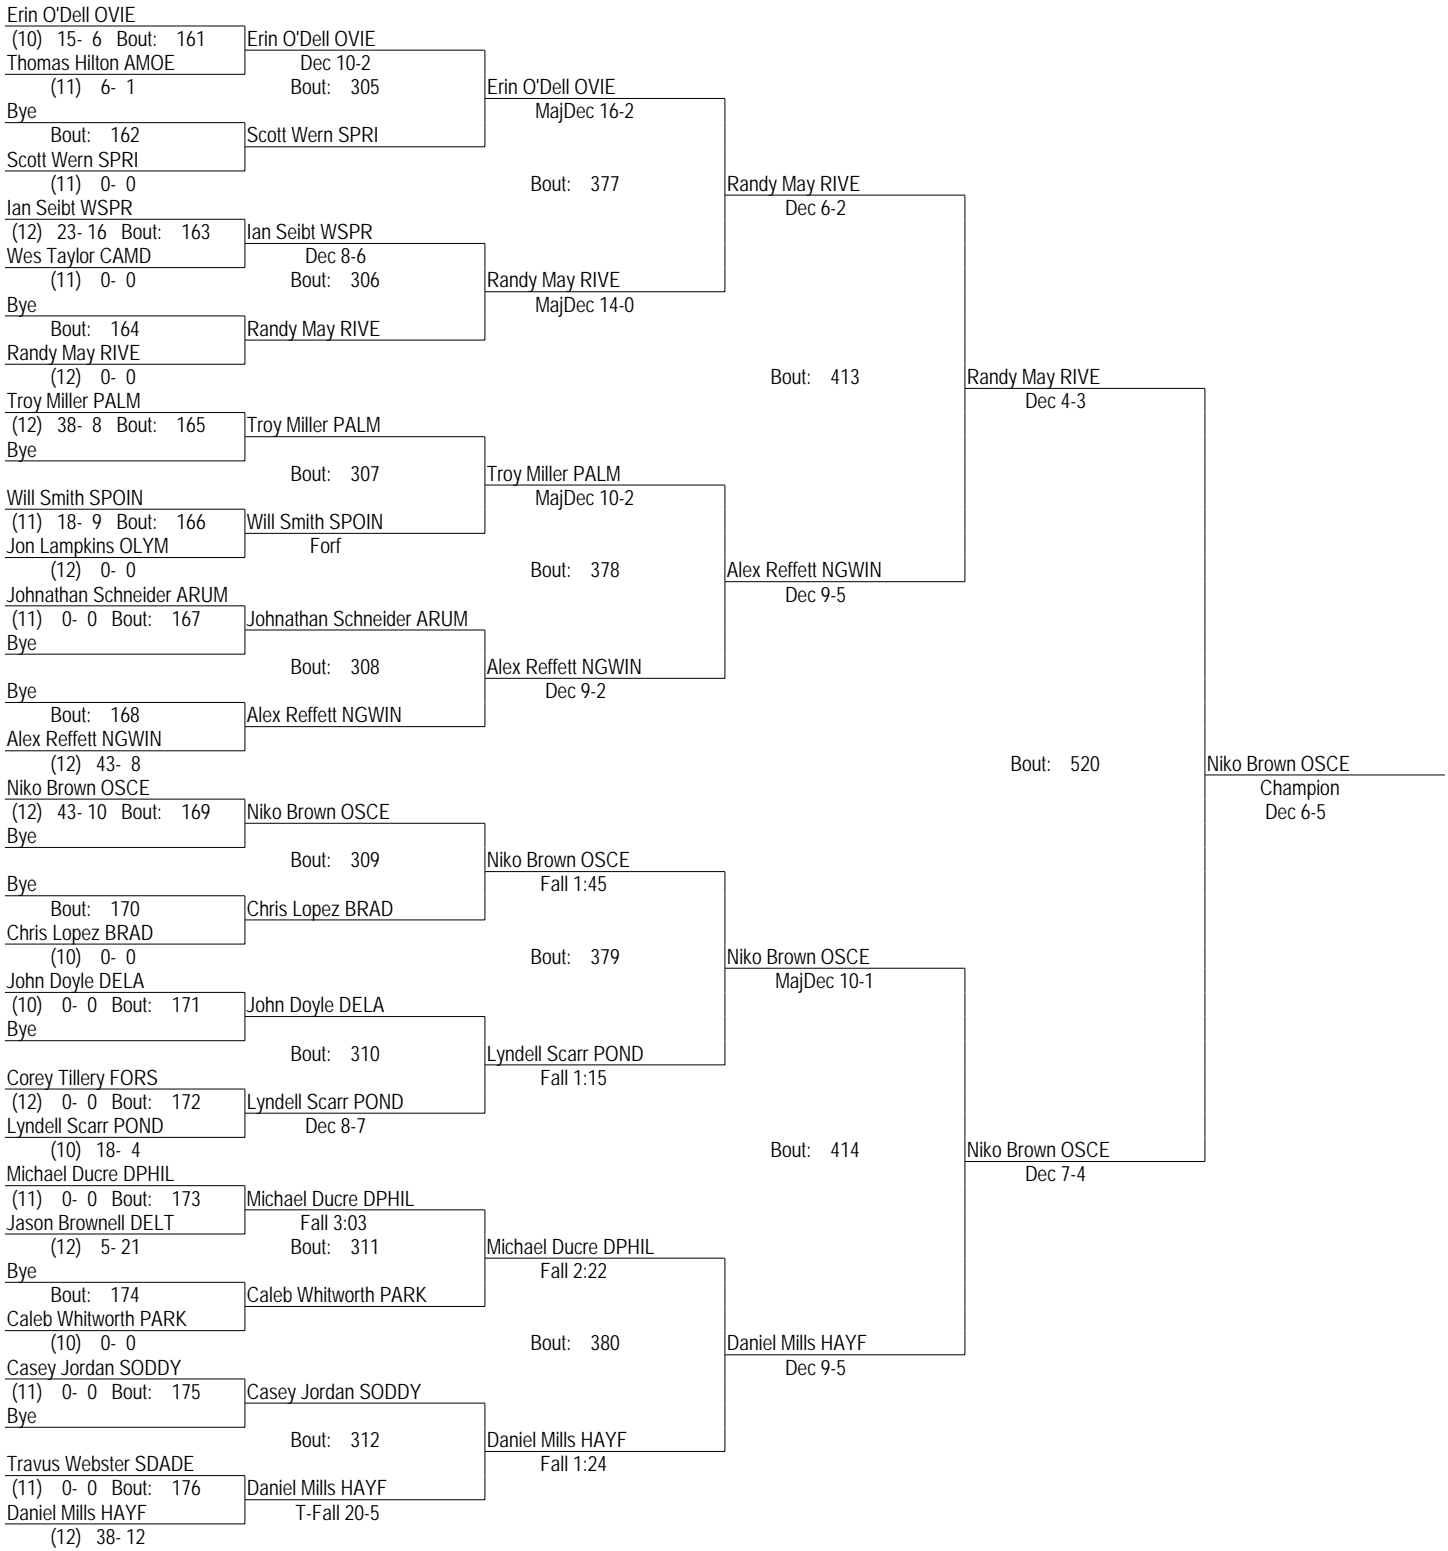 Erin O'Dell OVIE
(10) 15- 6 Bout: 161
Erin O'Dell OVIE
Thomas Hilton AMOE
Dec 10-2
(11) 6- 1
Bout: 305
Erin O'Dell OVIE
Bye
MajDec 16-2
Bout: 162
Scott Wern SPRI
Scott Wern SPRI
(11) 0- 0
Bout: 377
Randy May RIVE
Ian Seibt WSPR
Dec 6-2
(12) 23- 16 Bout: 163
Ian Seibt WSPR
Wes Taylor CAMD
Dec 8-6
(11) 0- 0
Bout: 306
Randy May RIVE
Bye
MajDec 14-0
Bout: 164
Randy May RIVE
Randy May RIVE
(12) 0- 0
Bout: 413
Randy May RIVE
Troy Miller PALM
Dec 4-3
(12) 38- 8 Bout: 165
Troy Miller PALM
Bye
Bout: 307
Troy Miller PALM
Will Smith SPOIN
MajDec 10-2
(11) 18- 9 Bout: 166
Will Smith SPOIN
Jon Lampkins OLYM
Forf
(12) 0- 0
Bout: 378
Alex Reffett NGWIN
Johnathan Schneider ARUM
Dec 9-5
(11) 0- 0 Bout: 167
Johnathan Schneider ARUM
Bye
Bout: 308
Alex Reffett NGWIN
Bye
Dec 9-2
Bout: 168
Alex Reffett NGWIN
Alex Reffett NGWIN
(12) 43- 8
Bout: 520
Niko Brown OSCE
Niko Brown OSCE
Champion
(12) 43- 10 Bout: 169
Niko Brown OSCE
Dec 6-5
Bye
Bout: 309
Niko Brown OSCE
Bye
Fall 1:45
Bout: 170
Chris Lopez BRAD
Chris Lopez BRAD
(10) 0- 0
Bout: 379
Niko Brown OSCE
John Doyle DELA
MajDec 10-1
(10) 0- 0 Bout: 171
John Doyle DELA
Bye
Bout: 310
Lyndell Scarr POND
Corey Tillery FORS
Fall 1:15
(12) 0- 0 Bout: 172
Lyndell Scarr POND
Lyndell Scarr POND
Dec 8-7
(10) 18- 4
Bout: 414
Niko Brown OSCE
Michael Ducre DPHIL
Dec 7-4
(11) 0- 0 Bout: 173
Michael Ducre DPHIL
Jason Brownell DELT
Fall 3:03
(12) 5- 21
Bout: 311
Michael Ducre DPHIL
Bye
Fall 2:22
Bout: 174
Caleb Whitworth PARK
Caleb Whitworth PARK
(10) 0- 0
Bout: 380
Daniel Mills HAYF
Casey Jordan SODDY
Dec 9-5
(11) 0- 0 Bout: 175
Casey Jordan SODDY
Bye
Bout: 312
Daniel Mills HAYF
Travus Webster SDADE
Fall 1:24
(11) 0- 0 Bout: 176
Daniel Mills HAYF
Daniel Mills HAYF
T-Fall 20-5
(12) 38- 12